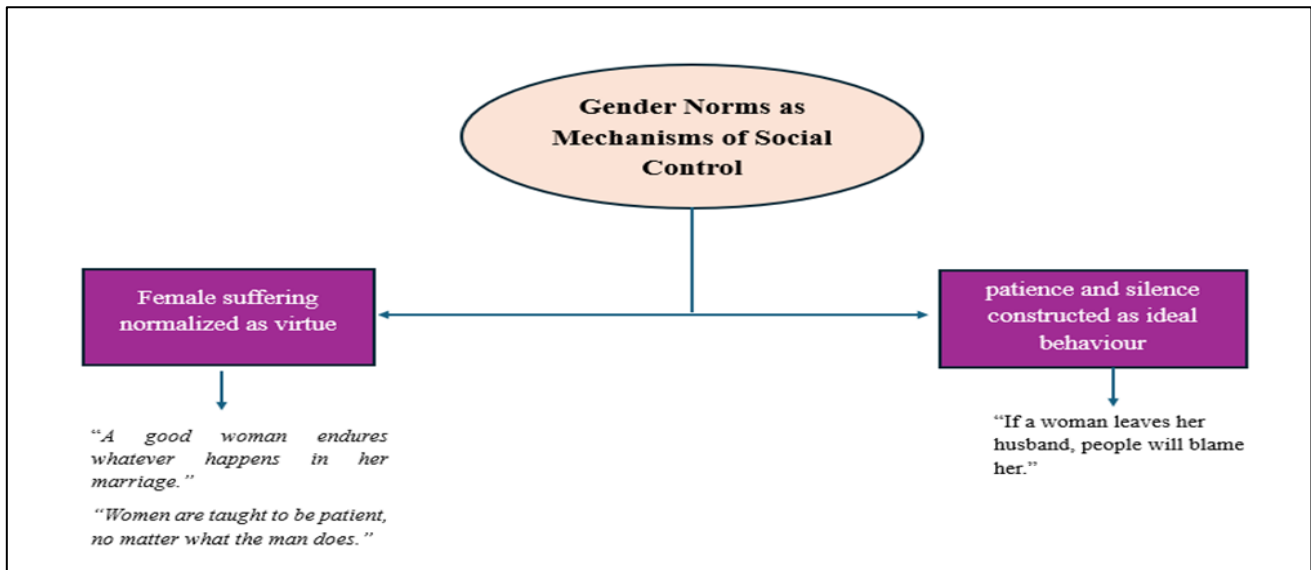 Gender Norms as
Mechanisms of Social
Control
Female suffering
normalized as virtue
patience and silence
constructed as ideal
behaviour
“A good woman endures
whatever happens in her
marriage.”
“Women are taught to be patient,
no matter what the man does.”
“If a woman leaves her
husband, people will blame
her.”